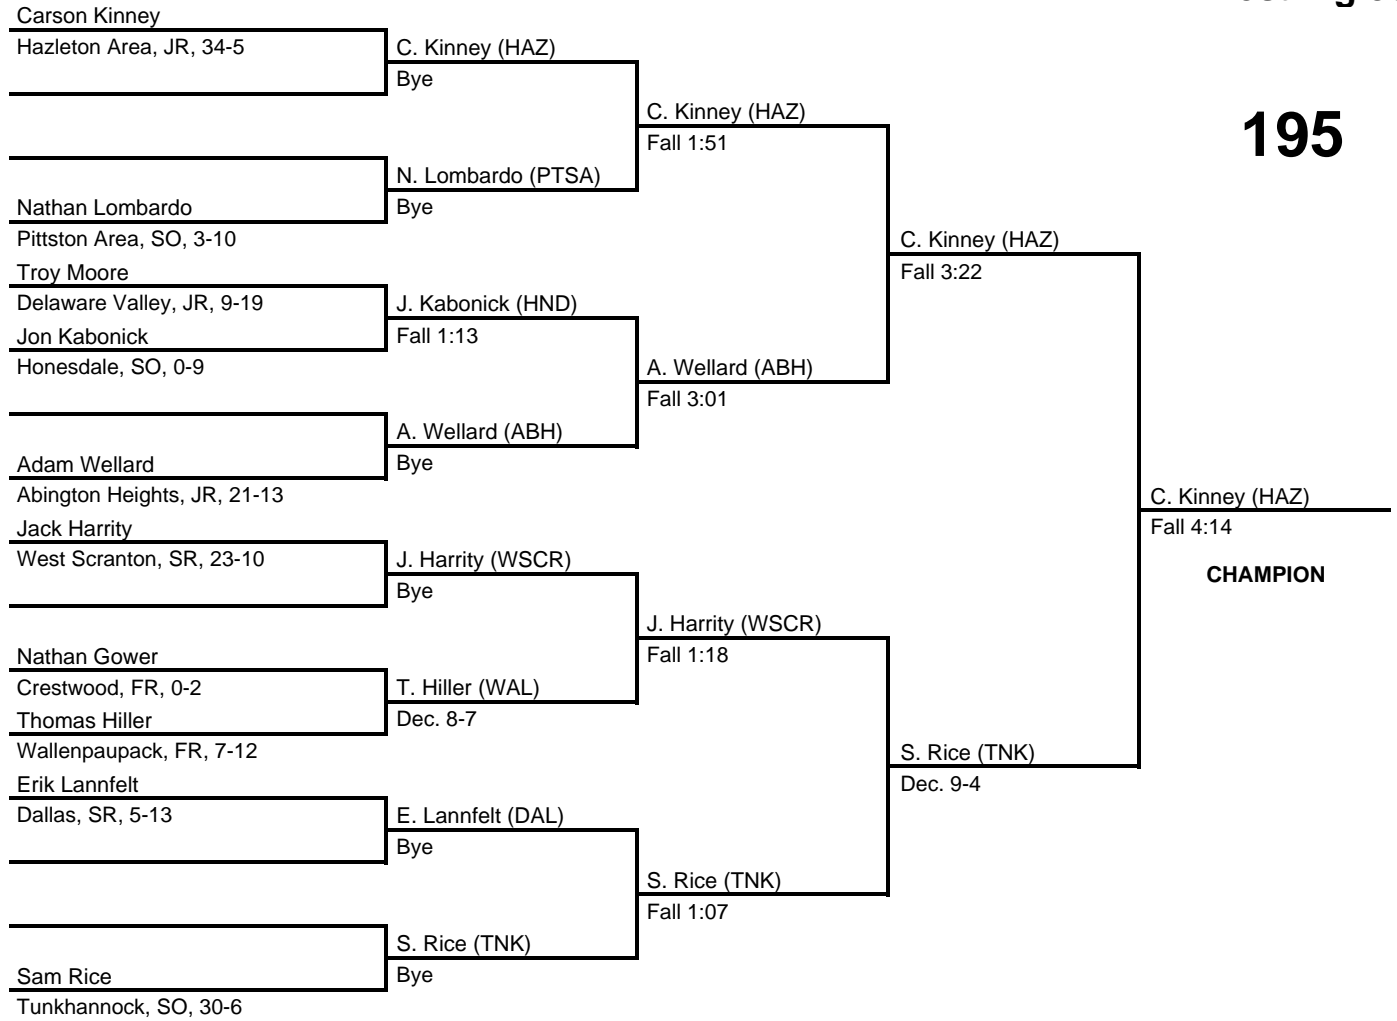 Carson Kinney
Hazleton Area, JR, 34-5
C. Kinney (HAZ)
Bye
C. Kinney (HAZ)
Fall 1:51
195
N. Lombardo (PTSA)
Bye
Nathan Lombardo
Pittston Area, SO, 3-10
C. Kinney (HAZ)
Fall 3:22
Troy Moore
Delaware Valley, JR, 9-19
J. Kabonick (HND)
Fall 1:13
Jon Kabonick
Honesdale, SO, 0-9
A. Wellard (ABH)
Fall 3:01
A. Wellard (ABH)
Bye
Adam Wellard
Abington Heights, JR, 21-13
C. Kinney (HAZ)
Fall 4:14
CHAMPION
Jack Harrity
West Scranton, SR, 23-10
J. Harrity (WSCR)
Bye
J. Harrity (WSCR)
Fall 1:18
Nathan Gower
Crestwood, FR, 0-2
T. Hiller (WAL)
Dec. 8-7
Thomas Hiller
Wallenpaupack, FR, 7-12
S. Rice (TNK)
Dec. 9-4
Erik Lannfelt
Dallas, SR, 5-13
E. Lannfelt (DAL)
Bye
S. Rice (TNK)
Fall 1:07
S. Rice (TNK)
Bye
Sam Rice
Tunkhannock, SO, 30-6